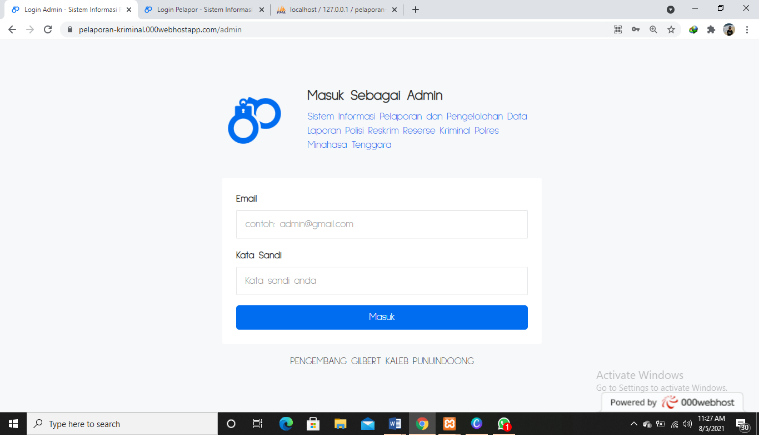 Login Admin - Sistem Informasi
Login Pelapor - Sistem Informasi
localhost / 127.0.0.1 / pelaporan
pelaporan-kriminal.000webhostapp.com/admin
Masuk Sebagai Admin
Sistem Informasi Pelaporan dan Pengelolahan Data
Laporan Polisi Reskrim Reserse Kriminal Polres
Minahasa Tenggara
Email
contoh: admin@gmail.com
Kata Sandi
Kata sandi anda
Masuk
PENGEMBANG GILBERT KALEB PUNUINDOONG
Activate Windows
Go to Settings to activate Windows.
Powered by 000webhost
Type here to search
1
11:27 AM
8/5/2021
30